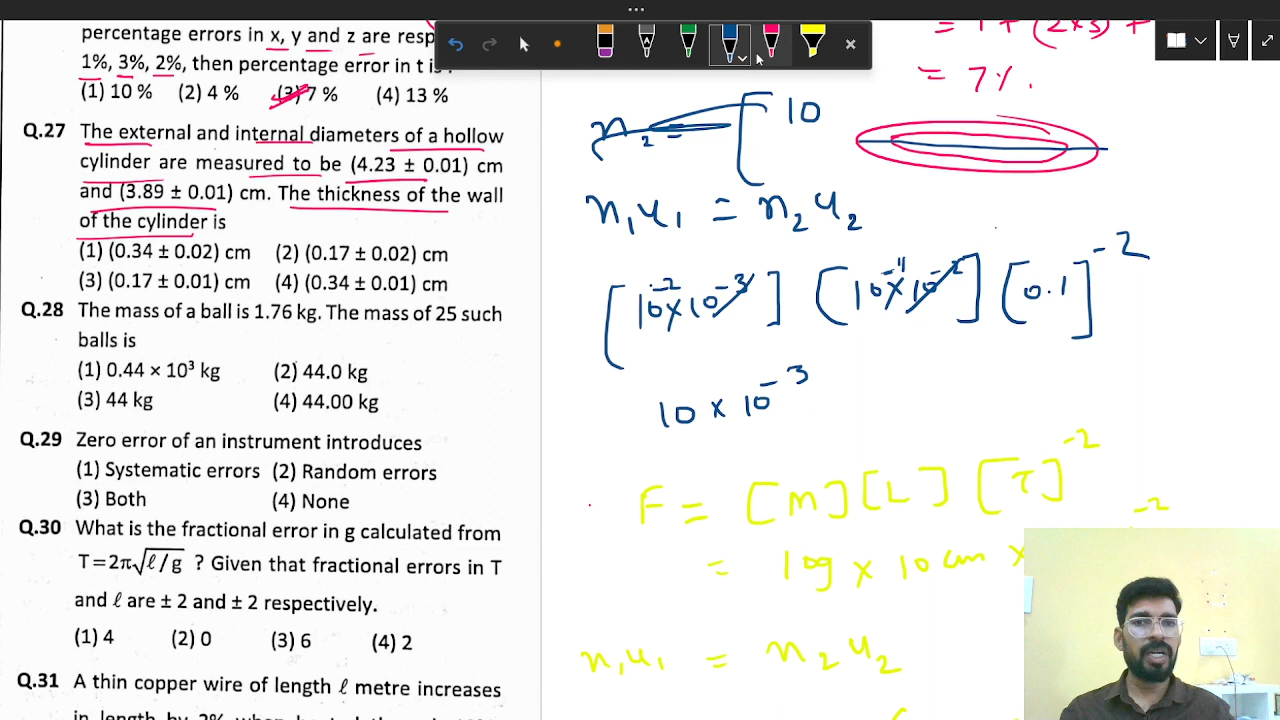 percentage errors in x, y and z are resp
1%, 3%, 2%, then percentage error in t is
(1) 10 % (2) 4 % (3) 7 % (4) 13 %
Q.27 The external and internal diameters of a hollow
cylinder are measured to be (4.23 ± 0.01) cm
and (3.89 ± 0.01) cm. The thickness of the wall
of the cylinder is
(1) (0.34 ± 0.02) cm (2) (0.17 ± 0.02) cm
(3) (0.17 ± 0.01) cm (4) (0.34 ± 0.01) cm
Q.28 The mass of a ball is 1.76 kg. The mass of 25 such
balls is
(1) 0.44 × 10³ kg (2) 44.0 kg
(3) 44 kg (4) 44.00 kg
Q.29 Zero error of an instrument introduces
(1) Systematic errors (2) Random errors
(3) Both (4) None
Q.30 What is the fractional error in g calculated from
T=2π√ℓ/g ? Given that fractional errors in T
and ℓ are ± 2 and ± 2 respectively.
(1) 4 (2) 0 (3) 6 (4) 2
Q.31 A thin copper wire of length ℓ metre increases
= 1 + (2×3) +
= 7%.
n₂ = [10
n₁u₁ = n₂u₂
[10⁻²×10⁻³] [10⁻¹×10⁻²] [0.1]⁻²
10 × 10⁻³
F = [M][L][T]⁻²
= 10g × 10cm ×
n₁u₁ = n₂u₂